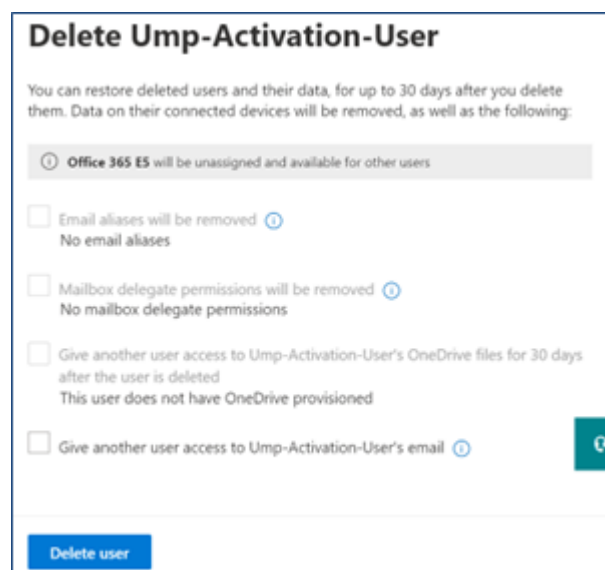 Delete Ump-Activation-User
You can restore deleted users and their data, for up to 30 days after you delete
them. Data on their connected devices will be removed, as well as the following:
Office 365 E5 will be unassigned and available for other users
Email aliases will be removed
No email aliases
Mailbox delegate permissions will be removed
No mailbox delegate permissions
Give another user access to Ump-Activation-User's OneDrive files for 30 days
after the user is deleted
This user does not have OneDrive provisioned
Give another user access to Ump-Activation-User's email
Delete user